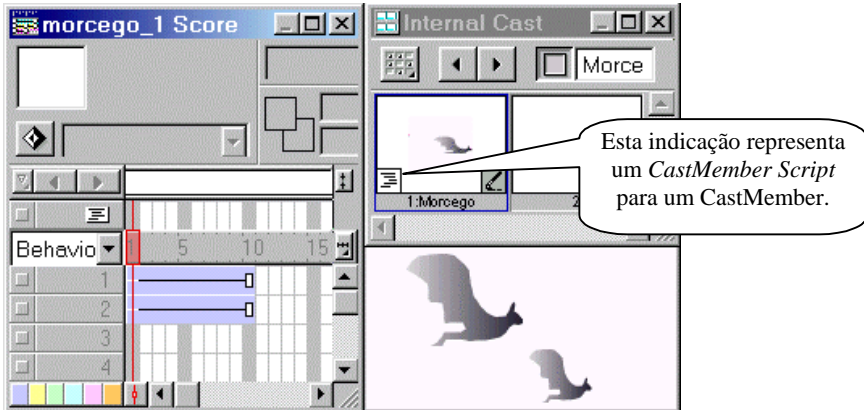 morcego_1 Score
Internal Cast
Morce
Esta indicação representa
um CastMember Script
para um CastMember.
1:Morcego
2
Behavio
1 5 10 15
1
2
3
4